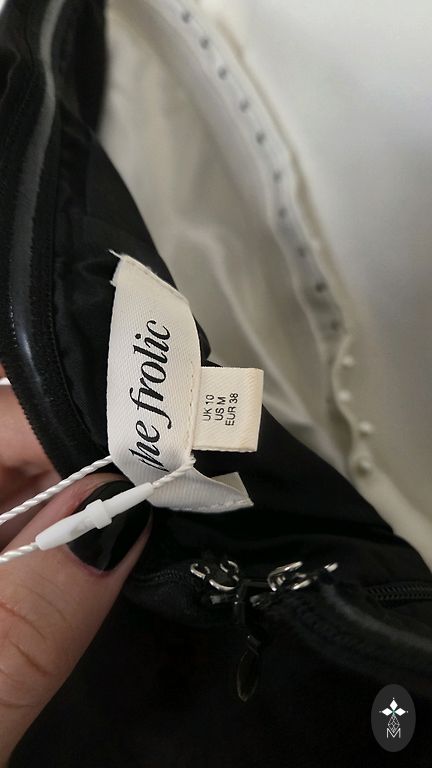 the frolic
UK 10
US M
EUR 38
M